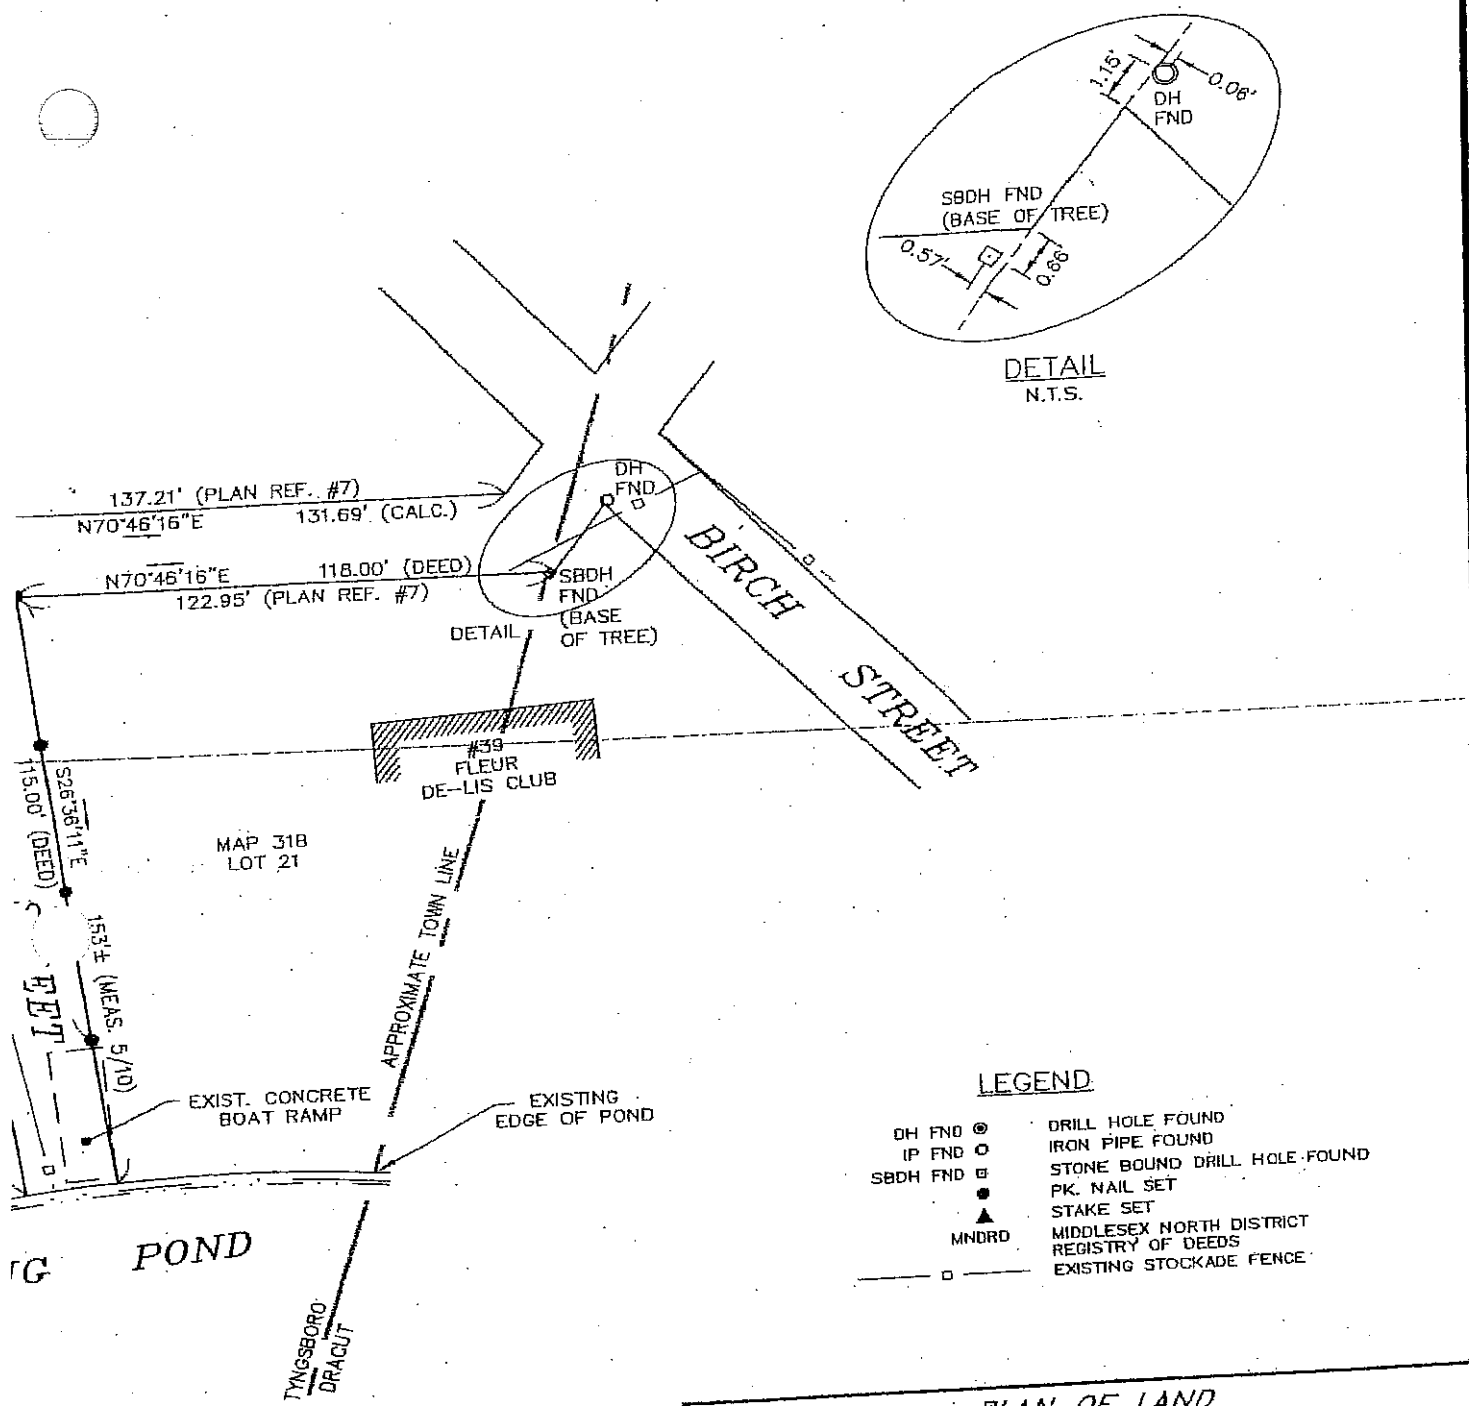 1.15'
0.06'
DH
FND
SBDH FND
(BASE OF TREE)
0.57'
0.66'
DETAIL
N.T.S.
137.21' (PLAN REF. #7)
N70°46'16"E 131.69' (CALC.)
DH
FND
N70°46'16"E 118.00' (DEED)
122.95' (PLAN REF. #7)
SBDH
FND
(BASE
OF TREE)
DETAIL
BIRCH STREET
#39
FLEUR
DE-LIS CLUB
S26°36'11"E
115.00' (DEED)
MAP 31B
LOT 21
153'± (MEAS. 5/10)
EET
APPROXIMATE TOWN LINE
EXIST. CONCRETE
BOAT RAMP
EXISTING
EDGE OF POND
G POND
TYNGSBORO
DRACUT
LEGEND
DH FND DRILL HOLE FOUND
IP FND IRON PIPE FOUND
SBDH FND STONE BOUND DRILL HOLE FOUND
PK. NAIL SET
STAKE SET
MNDRD MIDDLESEX NORTH DISTRICT
REGISTRY OF DEEDS
EXISTING STOCKADE FENCE
PLAN OF LAND